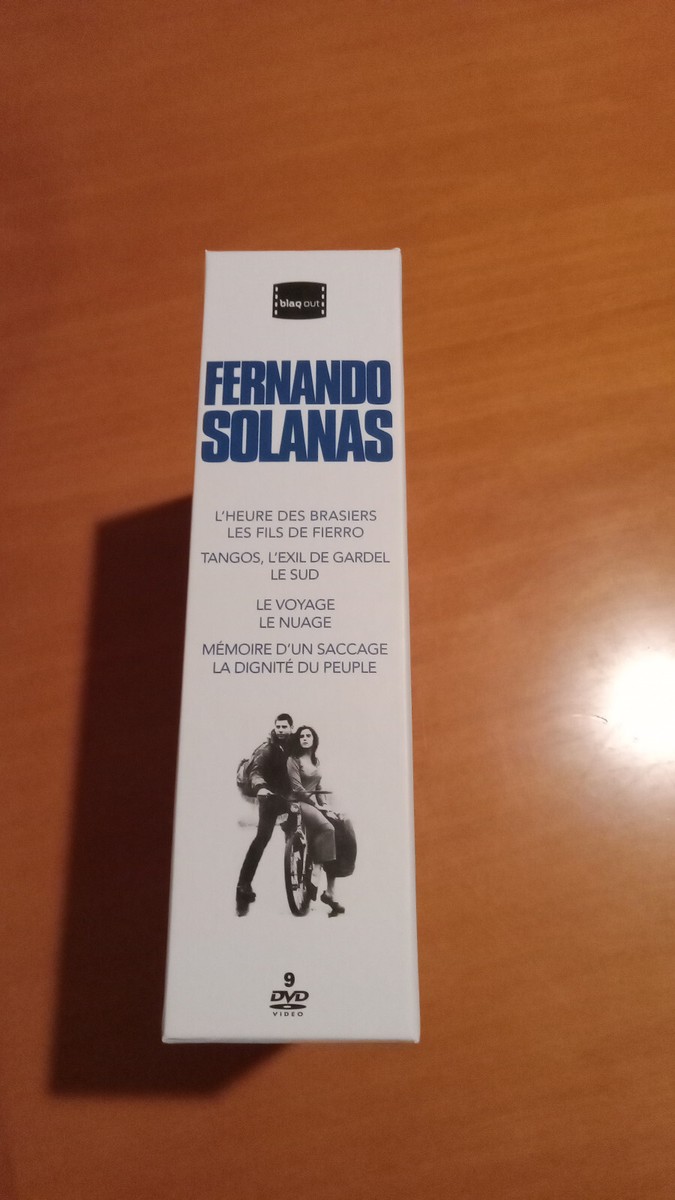 blaq out
FERNANDO
SOLANAS
L'HEURE DES BRASIERS
LES FILS DE FIERRO
TANGOS, L'EXIL DE GARDEL
LE SUD
LE VOYAGE
LE NUAGE
MÉMOIRE D'UN SACCAGE
LA DIGNITÉ DU PEUPLE
9
DVD
VIDEO